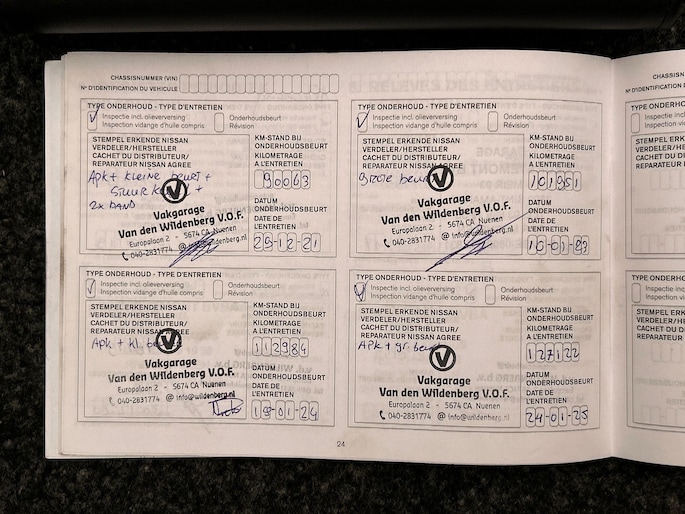 CHASSISNUMMER (VIN)
N° D'IDENTIFICATION DU VEHICULE
TYPE ONDERHOUD - TYPE D'ENTRETIEN
Inspectie incl. olieverversing
Inspection vidange d'huile compris
Onderhoudsbeurt
Révision
STEMPEL ERKENDE NISSAN
VERDELER/HERSTELLER
CACHET DU DISTRIBUTEUR/
REPARATEUR NISSAN AGREE
APK + kleine beurt +
+
2x BAND
Vakgarage
Van den Wildenberg V.O.F.
Europalaan 2 - 5674 CA Nuenen
040-2831774 @ info@wildenberg.nl
KM-STAND BIJ
ONDERHOUDSBEURT
KILOMETRAGE
A L'ENTRETIEN
90063
DATUM
ONDERHOUDSBEURT
DATE DE
L'ENTRETIEN
TYPE ONDERHOUD - TYPE D'ENTRETIEN
Inspectie incl. olieverversing
Inspection vidange d'huile compris
Onderhoudsbeurt
Révision
STEMPEL ERKENDE NISSAN
VERDELER/HERSTELLER
CACHET DU DISTRIBUTEUR/
REPARATEUR NISSAN AGREE
Grote beurt
Vakgarage
Van den Wildenberg V.O.F.
Europalaan 2 - 5674 CA Nuenen
040-2831774 @ info@wildenberg.nl
KM-STAND BIJ
ONDERHOUDSBEURT
KILOMETRAGE
A L'ENTRETIEN
101951
DATUM
ONDERHOUDSBEURT
DATE DE
L'ENTRETIEN
TYPE ONDERHOUD - TYPE D'ENTRETIEN
Inspectie incl. olieverversing
Inspection vidange d'huile compris
Onderhoudsbeurt
Révision
STEMPEL ERKENDE NISSAN
VERDELER/HERSTELLER
CACHET DU DISTRIBUTEUR/
REPARATEUR NISSAN AGREE
APK + kl. beurt
Vakgarage
Van den Wildenberg V.O.F.
Europalaan 2 - 5674 CA Nuenen
040-2831774 @ info@wildenberg.nl
KM-STAND BIJ
ONDERHOUDSBEURT
KILOMETRAGE
A L'ENTRETIEN
112984
DATUM
ONDERHOUDSBEURT
DATE DE
L'ENTRETIEN
TYPE ONDERHOUD - TYPE D'ENTRETIEN
Inspectie incl. olieverversing
Inspection vidange d'huile compris
Onderhoudsbeurt
Révision
STEMPEL ERKENDE NISSAN
VERDELER/HERSTELLER
CACHET DU DISTRIBUTEUR/
REPARATEUR NISSAN AGREE
APK + gr. beurt
Vakgarage
Van den Wildenberg V.O.F.
Europalaan 2 - 5674 CA Nuenen
040-2831774 @ info@wildenberg.nl
KM-STAND BIJ
ONDERHOUDSBEURT
KILOMETRAGE
A L'ENTRETIEN
127122
DATUM
ONDERHOUDSBEURT
DATE DE
L'ENTRETIEN
24-01-25
24